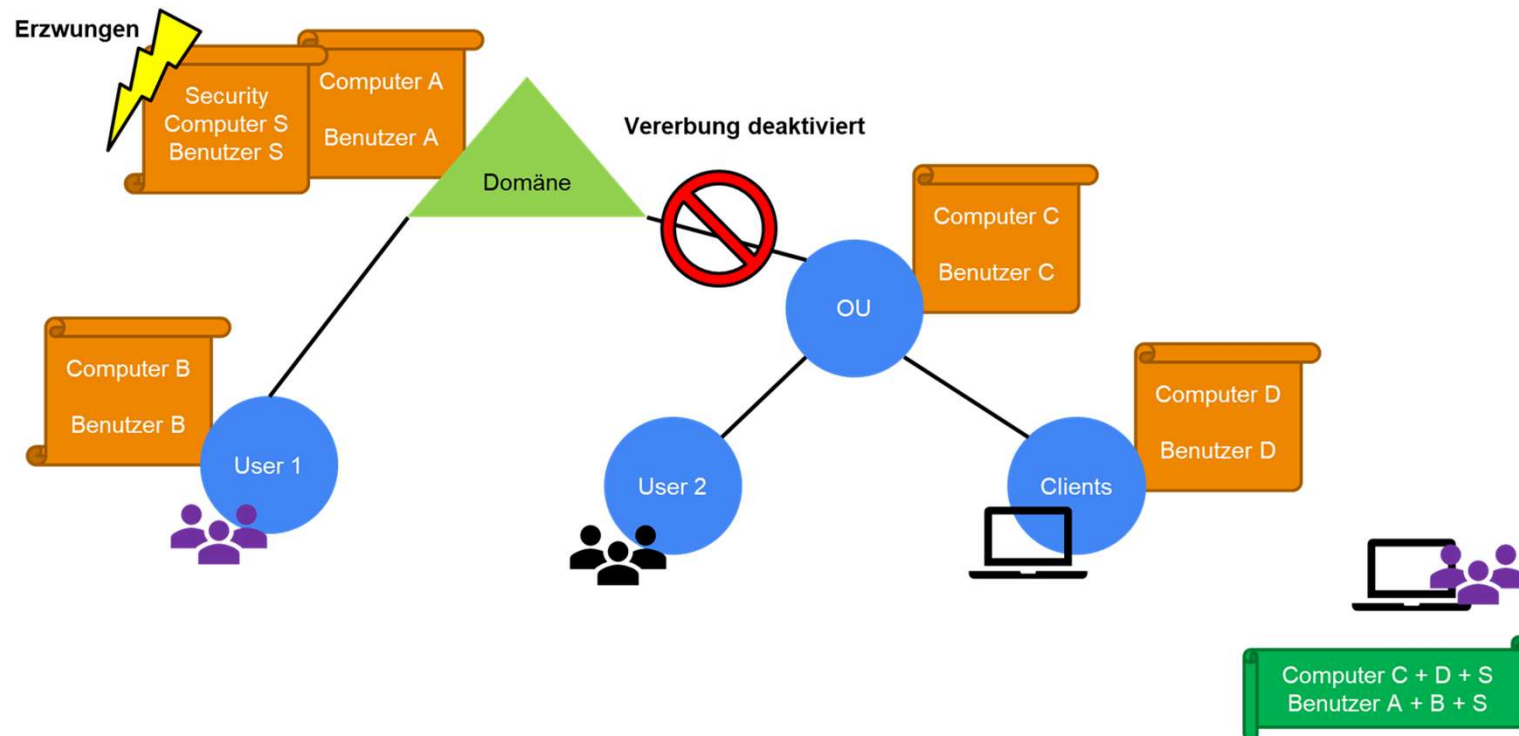 Erzwungen
Security
Computer S
Benutzer S
Computer A
Benutzer A
Domäne
Vererbung deaktiviert
Computer C
Benutzer C
OU
Computer B
Benutzer B
User 1
User 2
Clients
Computer D
Benutzer D
Computer C + D + S
Benutzer A + B + S